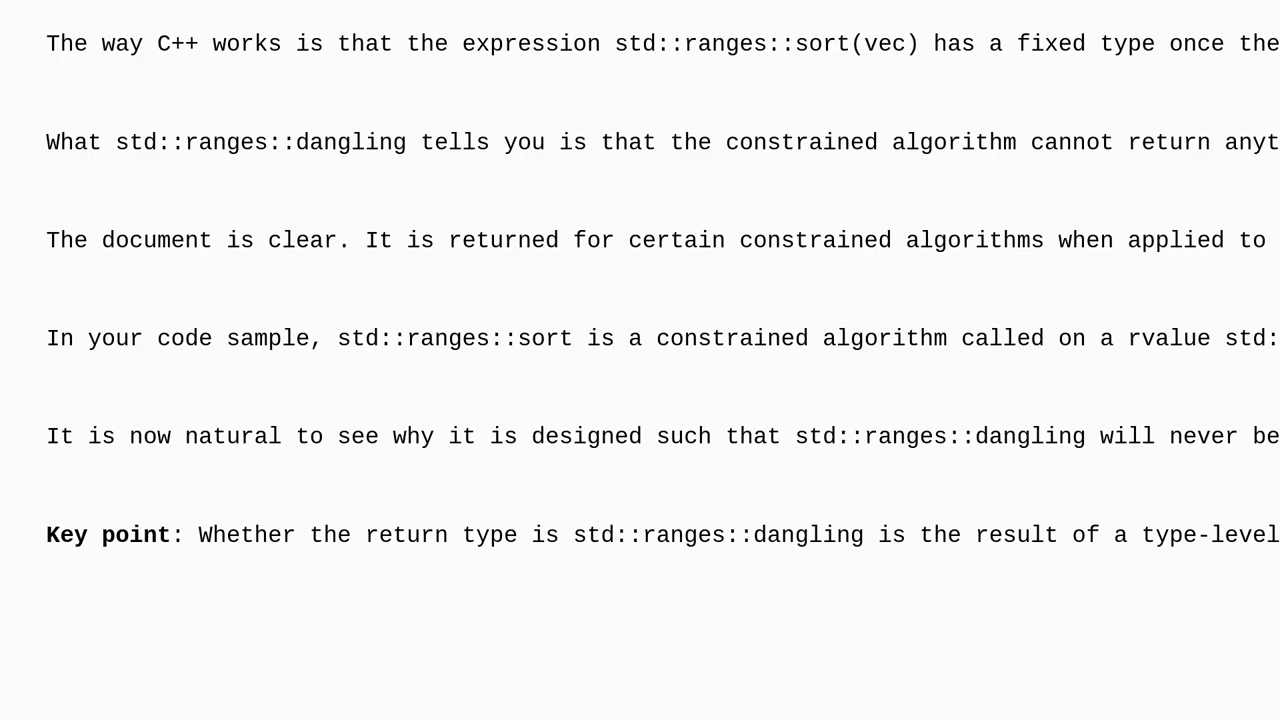 The way C++ works is that the expression std::ranges::sort(vec) has a fixed type once the
What std::ranges::dangling tells you is that the constrained algorithm cannot return anyt
The document is clear. It is returned for certain constrained algorithms when applied to
In your code sample, std::ranges::sort is a constrained algorithm called on a rvalue std:
It is now natural to see why it is designed such that std::ranges::dangling will never be
Key point: Whether the return type is std::ranges::dangling is the result of a type-level